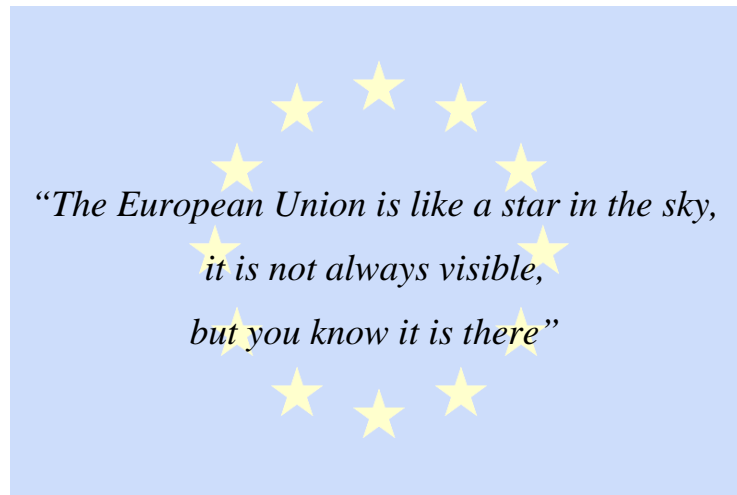 “The European Union is like a star in the sky,
it is not always visible,
but you know it is there”